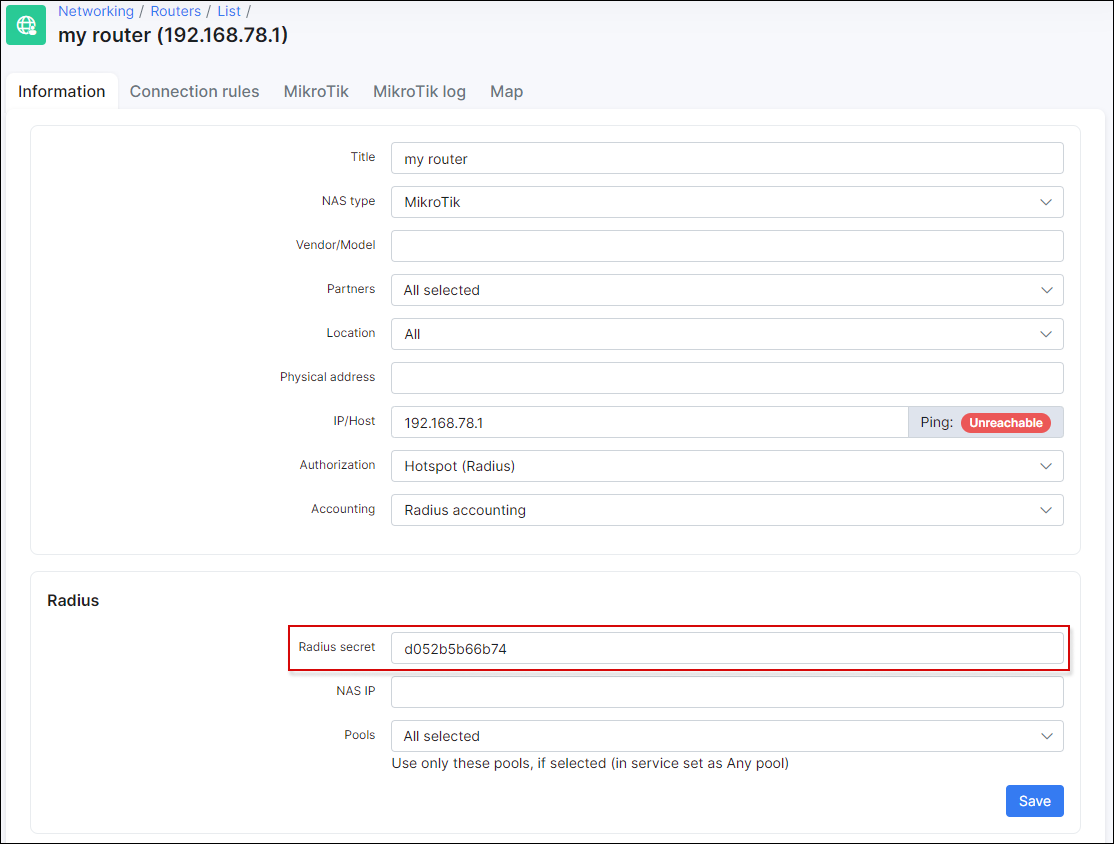 Networking / Routers / List /
my router (192.168.78.1)
Information Connection rules MikroTik MikroTik log Map
Title my router
NAS type MikroTik
Vendor/Model
Partners All selected
Location All
Physical address
IP/Host 192.168.78.1 Ping: Unreachable
Authorization Hotspot (Radius)
Accounting Radius accounting
Radius
Radius secret d052b5b66b74
NAS IP
Pools All selected
Use only these pools, if selected (in service set as Any pool)
Save